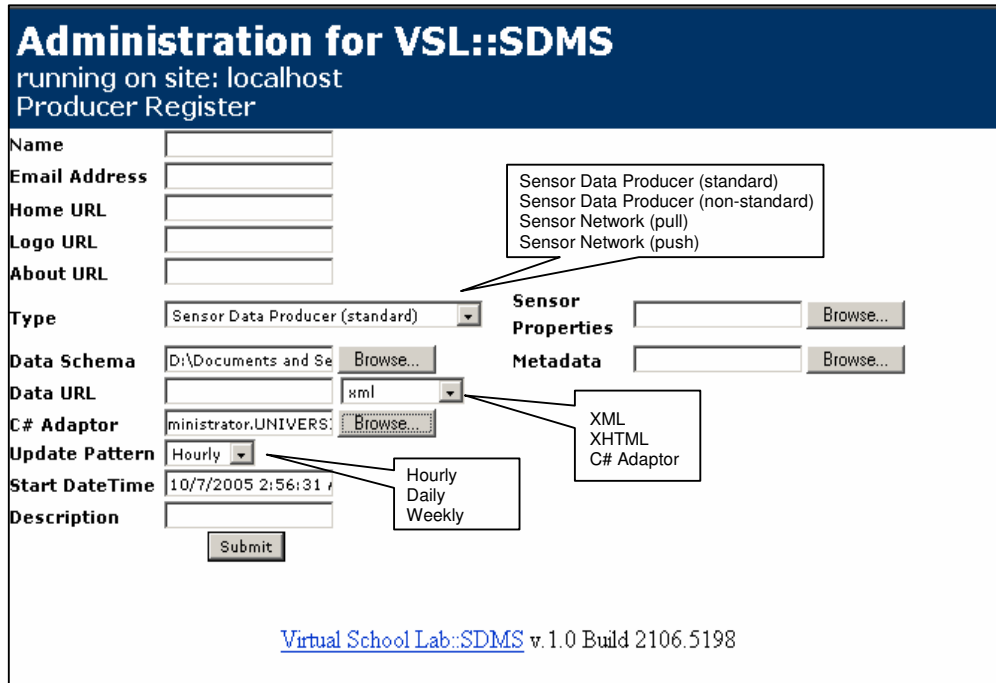 Administration for VSL::SDMS
running on site: localhost
Producer Register
Name
Email Address
Home URL
Logo URL
About URL
Sensor Data Producer (standard)
Sensor Data Producer (non-standard)
Sensor Network (pull)
Sensor Network (push)
Type Sensor Data Producer (standard)
Sensor Properties Browse...
Data Schema D:\Documents and Se Browse... Metadata Browse...
Data URL xml
XML
XHTML
C# Adaptor
C# Adaptor ministrator.UNIVERS Browse...
Update Pattern Hourly
Hourly
Daily
Weekly
Start DateTime 10/7/2005 2:56:31
Description
Submit
Virtual School Lab::SDMS v.1.0 Build 2106.5198